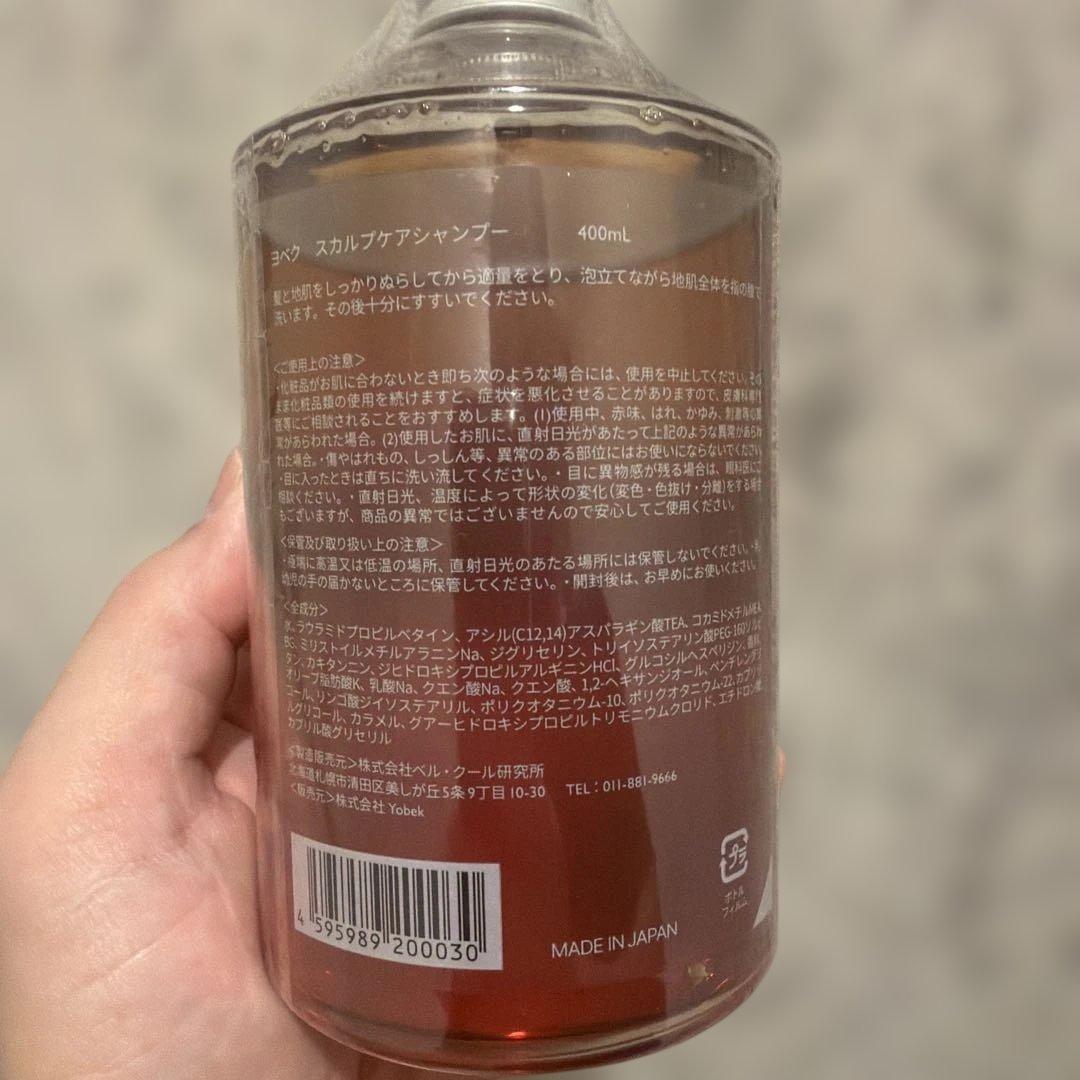 ヨベク スカルプケアシャンプー 400mL
髪と地肌をしっかりぬらしてから適量をとり、泡立てながら地肌全体を指の腹で
洗います。その後十分にすすいでください。
＜ご使用上の注意＞
・化粧品がお肌に合わないとき即ち次のような場合には、使用を中止してください。その
まま化粧品類の使用を続けますと、症状を悪化させることがありますので、皮膚科専門
医等にご相談されることをおすすめします。(1)使用中、赤味、はれ、かゆみ、刺激等の異
常があらわれた場合。(2)使用したお肌に、直射日光があたって上記のような異常があらわ
れた場合。・傷やはれもの、しっしん等、異常のある部位にはお使いにならないでください。
・目に入ったときは直ちに洗い流してください。・目に異物感が残る場合は、眼科医にご
相談ください。・直射日光、温度によって形状の変化(変色・色抜け・分離)をする場合
もございますが、商品の異常ではございませんので安心してご使用ください。
＜保管及び取り扱い上の注意＞
・極端に高温又は低温の場所、直射日光のあたる場所には保管しないでください。・乳
幼児の手の届かないところに保管してください。・開封後は、お早めにお使いください。
＜全成分＞
水、ラウラミドプロピルベタイン、アシル(C12,14)アスパラギン酸TEA、コカミドメチルMEA、
BG、ミリストイルメチルアラニンNa、ジグリセリン、トリイソステアリン酸PEG-160ソルビ
タン、カキタンニン、ジヒドロキシプロピルアルギニンHCl、グルコシルヘスペリジン、香料、
オリーブ脂肪酸K、乳酸Na、クエン酸Na、クエン酸、1,2-ヘキサンジオール、ペンチレングリ
コール、リンゴ酸ジイソステアリル、ポリクオタニウム-10、ポリクオタニウム-22、カプリリ
ルグリコール、カラメル、グアーヒドロキシプロピルトリモニウムクロリド、エチドロン酸、
カプリル酸グリセリル
＜製造販売元＞株式会社ベル・クール研究所
北海道札幌市清田区美しが丘5条9丁目10-30 TEL：011-881-9666
＜販売元＞株式会社 Yobek
プラ
ボトル
フィルム
4 595989 200030
MADE IN JAPAN